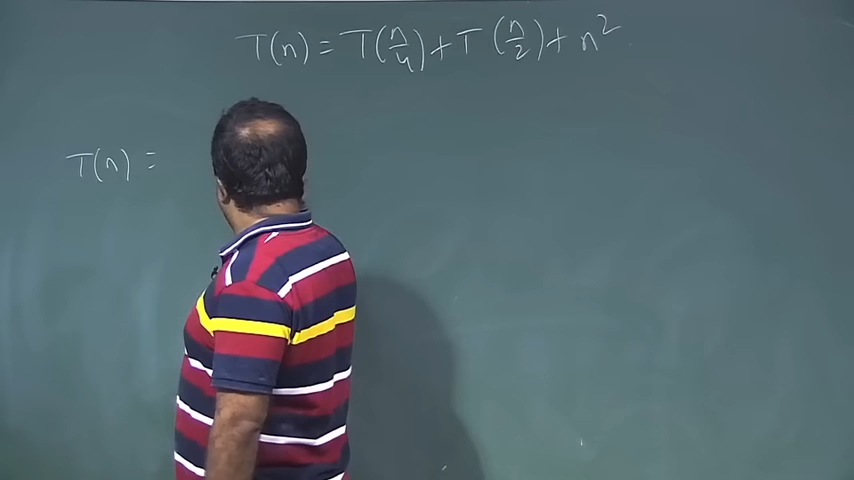 T(n) = T(n/4) + T(n/2) + n²
T(n) =